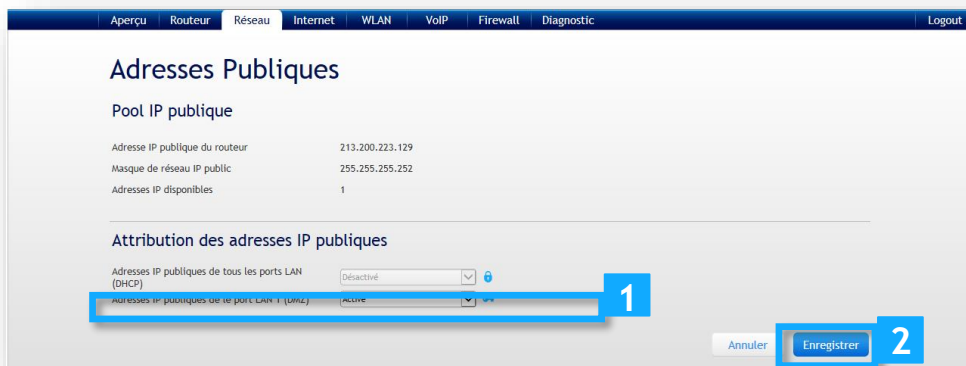 Aperçu Routeur Réseau Internet WLAN VoIP Firewall Diagnostic Logout
Adresses Publiques
Pool IP publique
Adresse IP publique du routeur 213.200.223.129
Masque de réseau IP public 255.255.255.252
Adresses IP disponibles 1
Attribution des adresses IP publiques
Adresses IP publiques de tous les ports LAN
(DHCP) Désactivé
Adresses IP publiques de le port LAN 1 (DMZ) Activé
1
Annuler Enregistrer 2